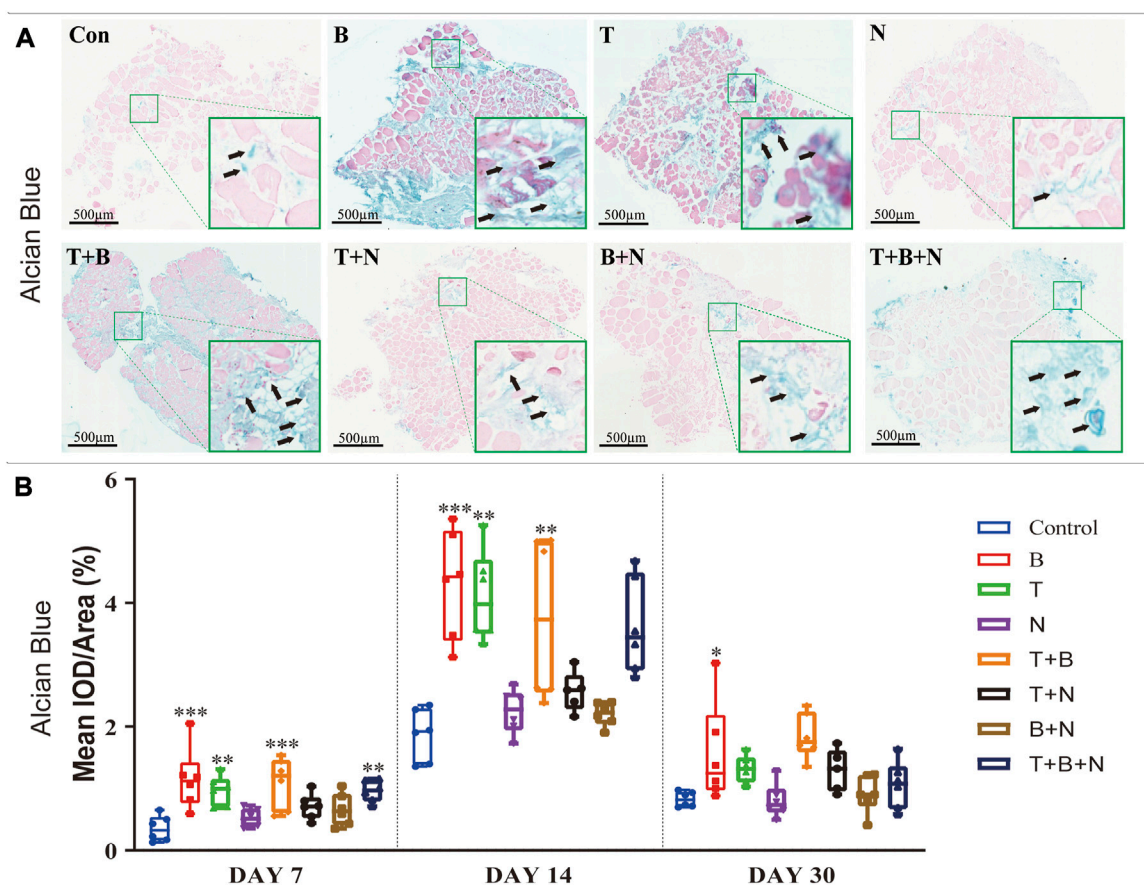 A
Con
B
T
N
Alcian Blue
500μm
500μm
500μm
500μm
T+B
T+N
B+N
T+B+N
500μm
500μm
500μm
500μm
B
Alcian Blue
Mean IOD/Area (%)
6
4
2
0
***
**
***
**
***
**
**
*
DAY 7
DAY 14
DAY 30
Control
B
T
N
T+B
T+N
B+N
T+B+N